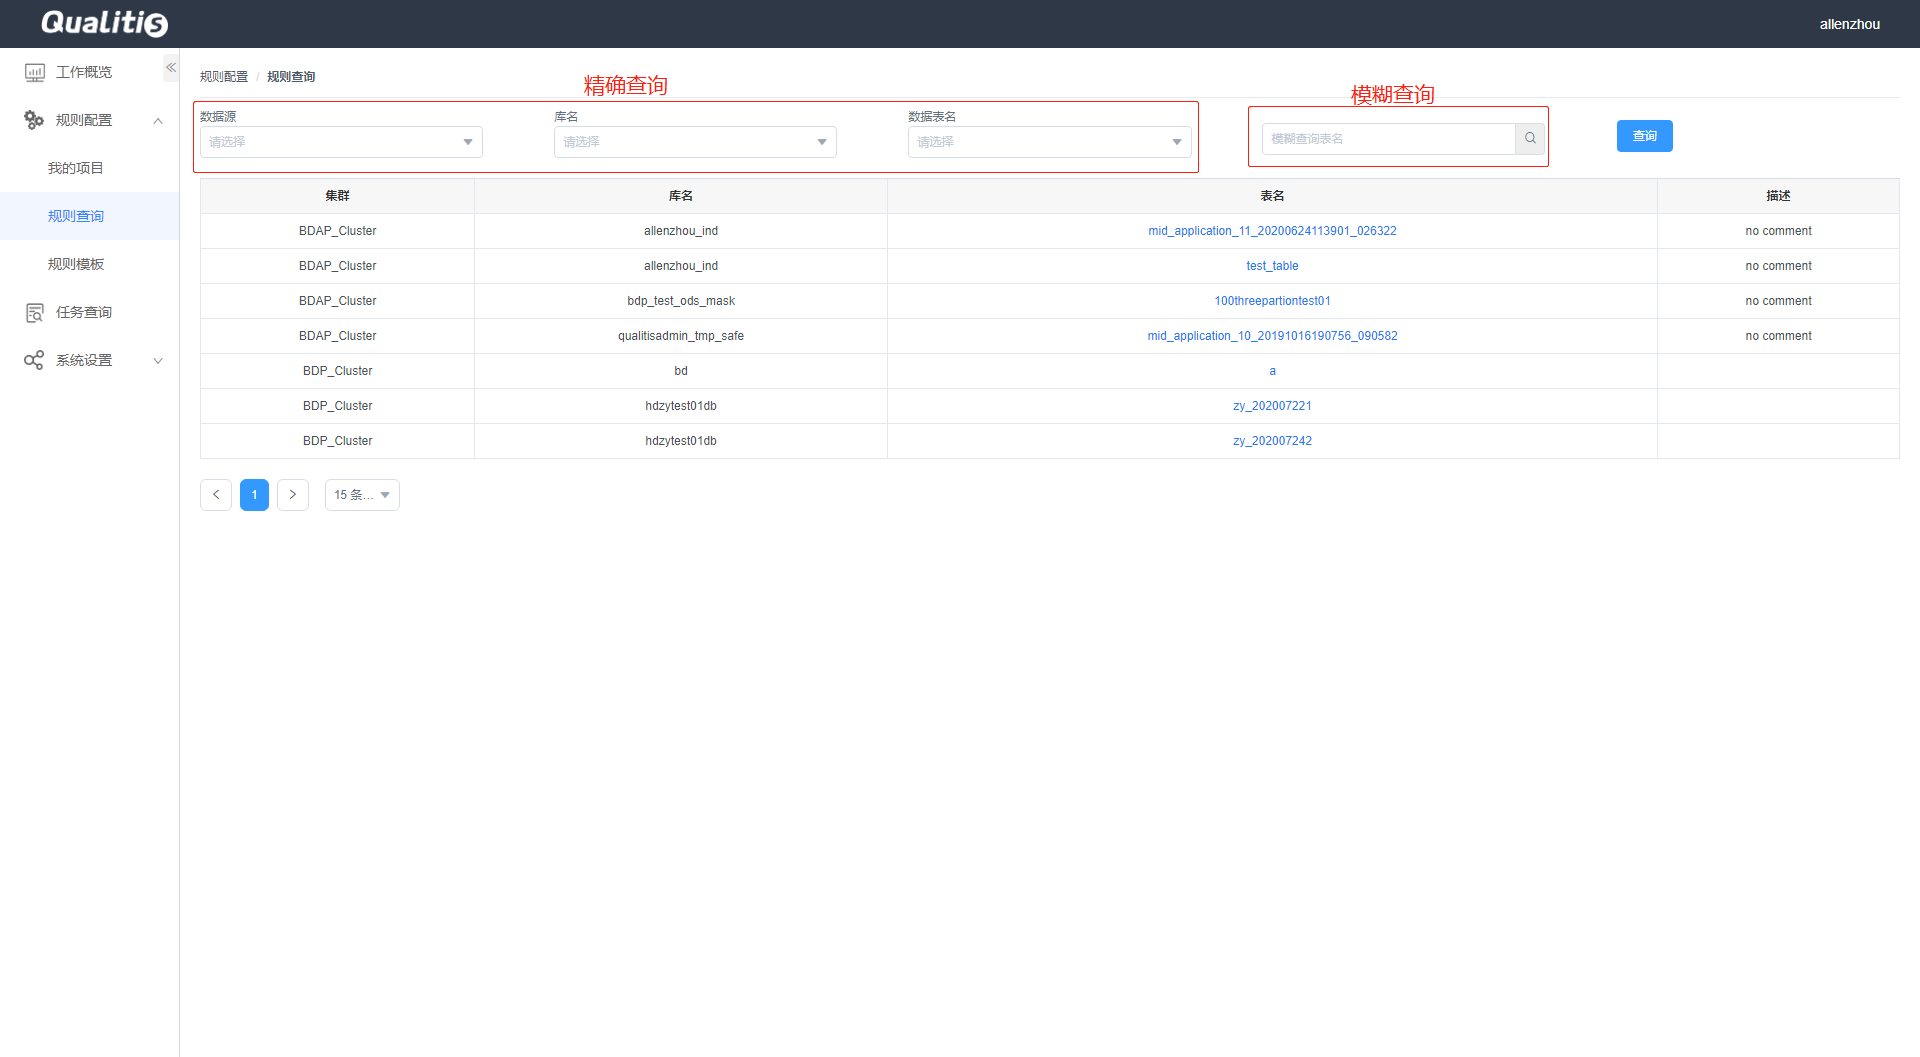 Qualitis
allenzhou
工作概览
规则配置
我的项目
规则查询
规则模板
任务查询
系统设置
规则配置 / 规则查询
精确查询
模糊查询
数据源
请选择
库名
请选择
数据表名
请选择
模糊查询表名
查询
集群 库名 表名 描述
BDAP_Cluster allenzhou_ind mid_application_11_20200624113901_026322 no comment
BDAP_Cluster allenzhou_ind test_table no comment
BDAP_Cluster bdp_test_ods_mask 100threepartiontest01 no comment
BDAP_Cluster qualitisadmin_tmp_safe mid_application_10_20191016190756_090582 no comment
BDP_Cluster bd a
BDP_Cluster hdzytest01db zy_202007221
BDP_Cluster hdzytest01db zy_202007242
1 15 条...